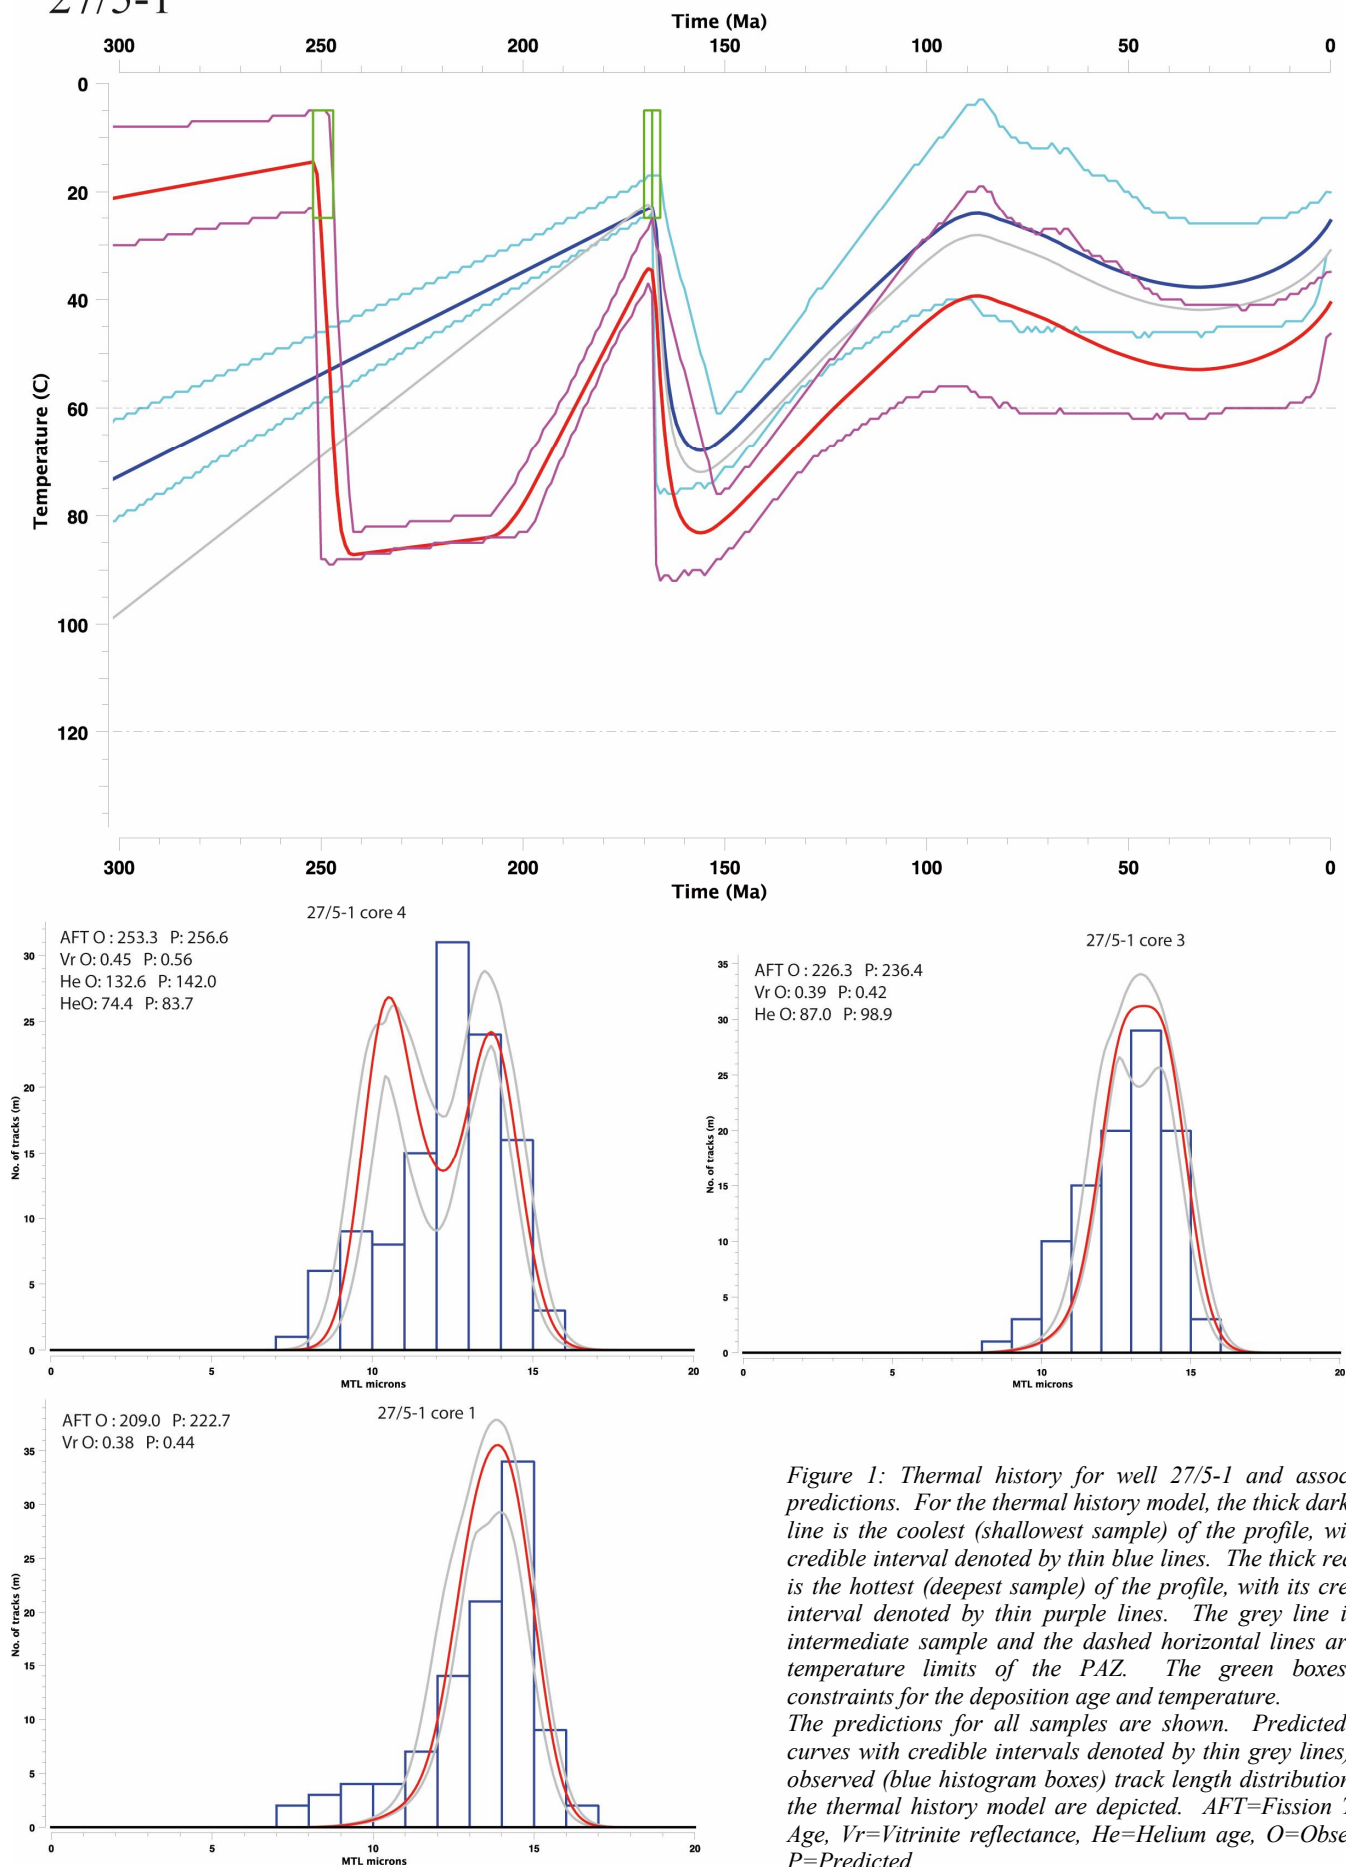 27/5-1
Time (Ma)
300 250 200 150 100 50 0
0
20
40
60
80
100
120
Temperature (C)
300 250 200 150 100 50 0
Time (Ma)
27/5-1 core 4
AFT O : 253.3 P: 256.6
Vr O: 0.45 P: 0.56
He O: 132.6 P: 142.0
HeO: 74.4 P: 83.7
30
25
20
15
10
5
0
No. of tracks (m)
0 5 10 15 20
MTL microns
27/5-1 core 3
AFT O : 226.3 P: 236.4
Vr O: 0.39 P: 0.42
He O: 87.0 P: 98.9
35
30
25
20
15
10
5
0
No. of tracks (m)
0 5 10 15 20
MTL microns
27/5-1 core 1
AFT O : 209.0 P: 222.7
Vr O: 0.38 P: 0.44
35
30
25
20
15
10
5
0
No. of tracks (m)
0 5 10 15 20
MTL microns
Figure 1: Thermal history for well 27/5-1 and assoc
predictions. For the thermal history model, the thick dark
line is the coolest (shallowest sample) of the profile, wi
credible interval denoted by thin blue lines. The thick rea
is the hottest (deepest sample) of the profile, with its cre
interval denoted by thin purple lines. The grey line i
intermediate sample and the dashed horizontal lines ar
temperature limits of the PAZ. The green boxes
constraints for the deposition age and temperature.
The predictions for all samples are shown. Predicted
curves with credible intervals denoted by thin grey lines)
observed (blue histogram boxes) track length distribution
the thermal history model are depicted. AFT=Fission T
Age, Vr=Vitrinite reflectance, He=Helium age, O=Obse
P=Predicted